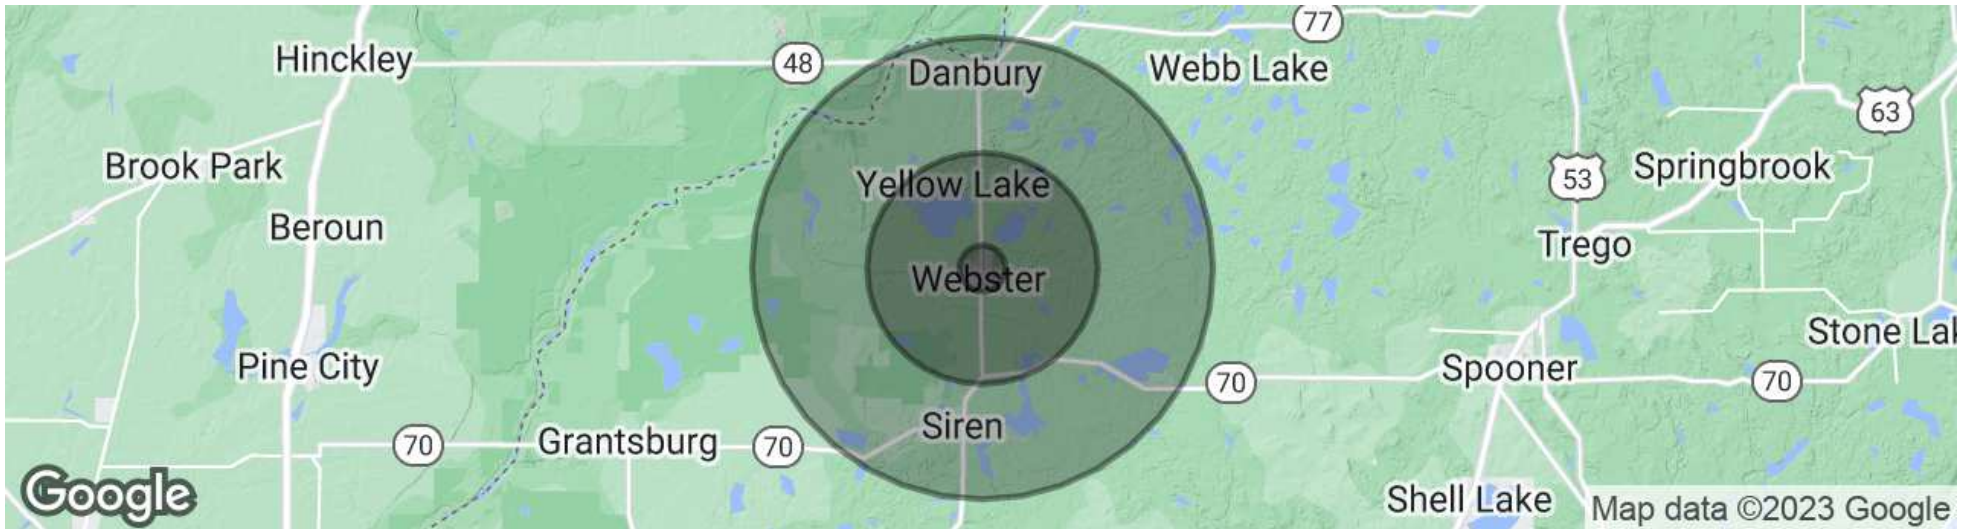 77
Hinckley
48
Danbury
Webb Lake
63
Brook Park
Yellow Lake
53
Springbrook
Beroun
Trego
Webster
Stone Lak
Pine City
Spooner
70
70
Siren
Grantsburg
70
70
Shell Lake
Google
Map data ©2023 Google